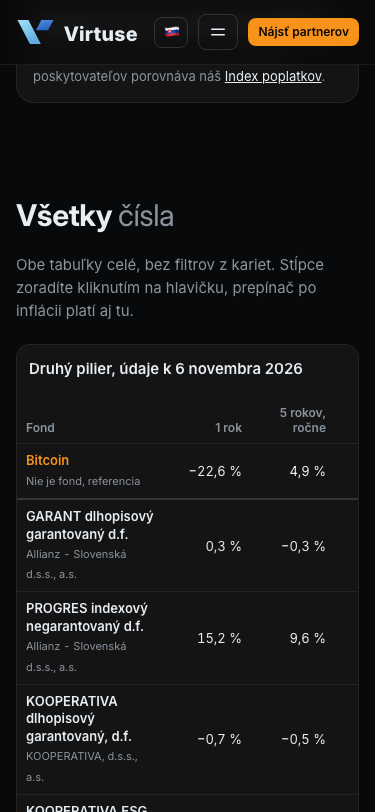 Virtuse
Nájsť partnerov
poskytovateľov porovnáva náš Index poplatkov.
Všetky čísla
Obe tabuľky celé, bez filtrov z kariet. Stĺpce
zoradíte kliknutím na hlavičku, prepínač po
inflácii platí aj tu.
Druhý pilier, údaje k 6 novembra 2026
5 rokov,
Fond 1 rok ročne
Bitcoin
Nie je fond, referencia
−22,6 % 4,9 %
GARANT dlhopisový
garantovaný d.f.
Allianz - Slovenská
d.s.s., a.s.
0,3 % −0,3 %
PROGRES indexový
negarantovaný d.f.
Allianz - Slovenská
d.s.s., a.s.
15,2 % 9,6 %
KOOPERATIVA
dlhopisový
garantovaný, d.f.
KOOPERATIVA, d.s.s.,
a.s.
−0,7 % −0,5 %
KOOPERATIVA ESG